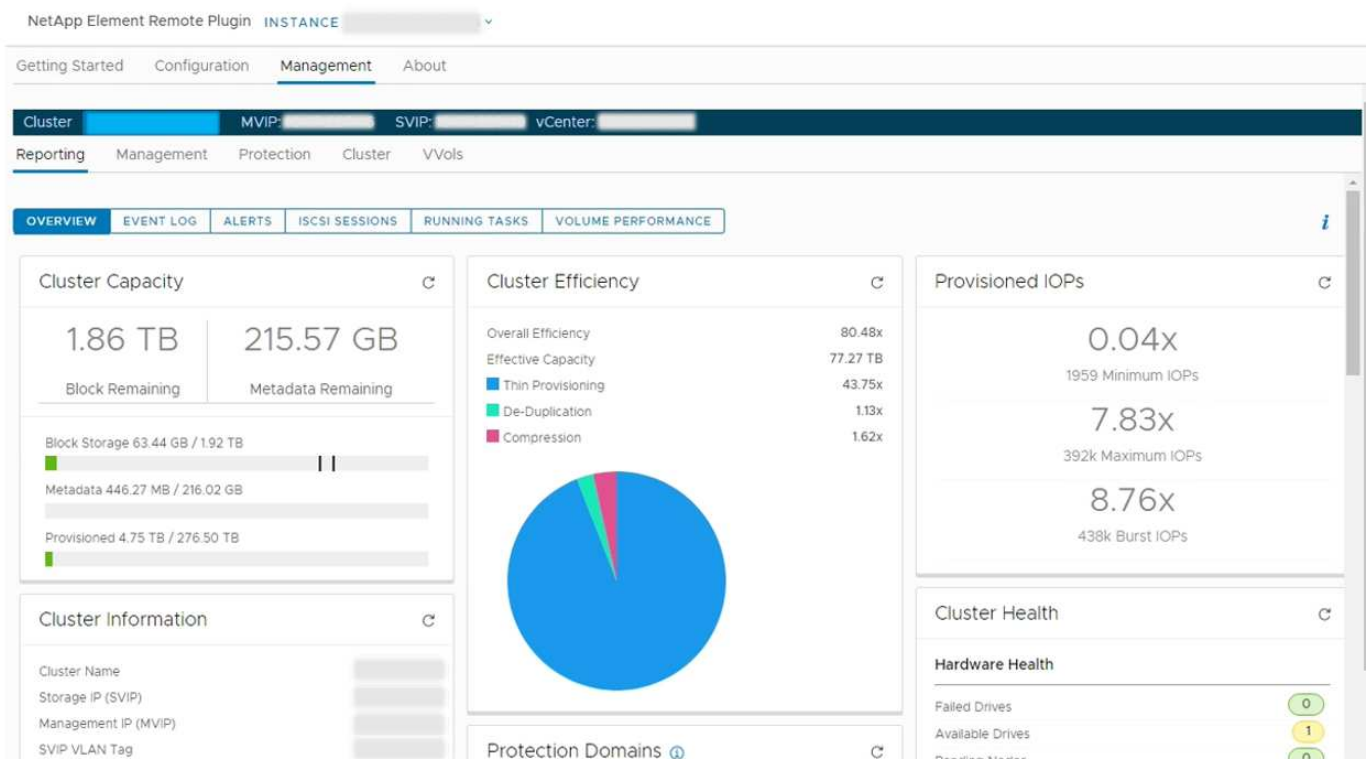 NetApp Element Remote Plugin INSTANCE
Getting Started Configuration Management About
Cluster MVIP: SVIP: vCenter:
Reporting Management Protection Cluster VVols
OVERVIEW EVENT LOG ALERTS ISCSI SESSIONS RUNNING TASKS VOLUME PERFORMANCE
i
Cluster Capacity
1.86 TB 215.57 GB
Block Remaining Metadata Remaining
Block Storage 63.44 GB / 1.92 TB
Metadata 446.27 MB / 216.02 GB
Provisioned 4.75 TB / 276.50 TB
Cluster Information
Cluster Name
Storage IP (SVIP)
Management IP (MVIP)
SVIP VLAN Tag
Cluster Efficiency
Overall Efficiency 80.48x
Effective Capacity 77.27 TB
Thin Provisioning 43.75x
De-Duplication 1.13x
Compression 1.62x
Protection Domains
Provisioned IOPs
0.04x
1959 Minimum IOPs
7.83x
392k Maximum IOPs
8.76x
438k Burst IOPs
Cluster Health
Hardware Health
Failed Drives 0
Available Drives 1
Pending Nodes 0